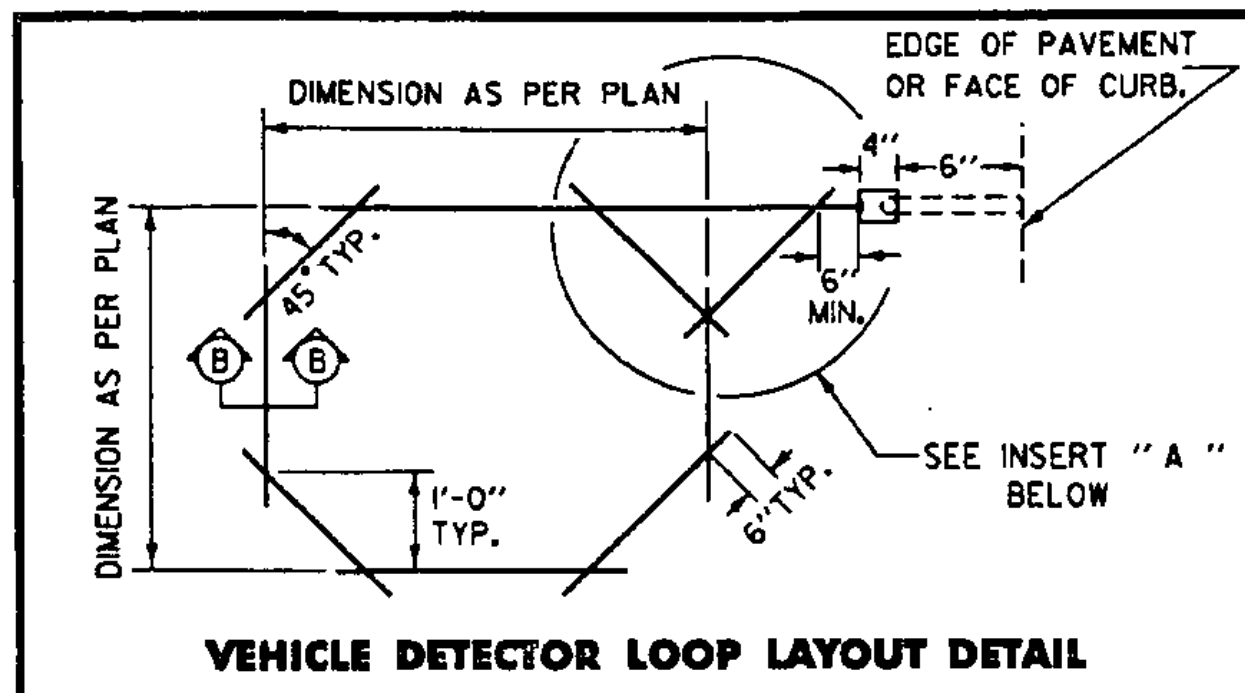 EDGE OF PAVEMENT
OR FACE OF CURB.
DIMENSION AS PER PLAN
4"
6"
DIMENSION AS PER PLAN
45° TYP.
6"
MIN.
B
B
SEE INSERT "A"
BELOW
1'-0"
TYP.
6" TYP.
VEHICLE DETECTOR LOOP LAYOUT DETAIL